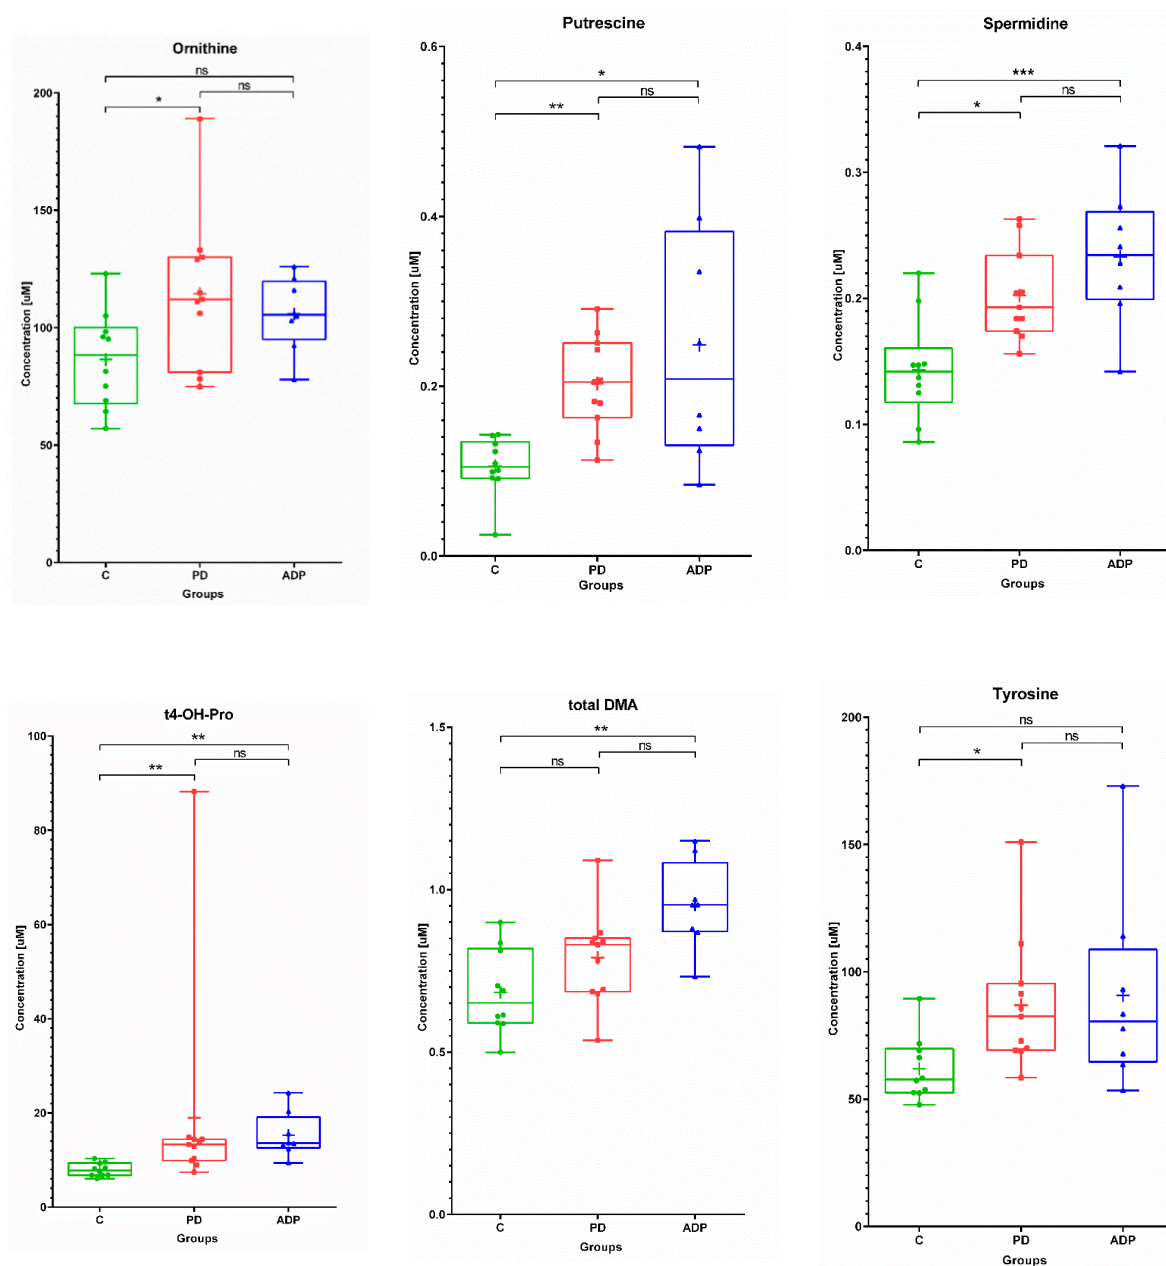 Ornithine
ns
ns
*
200
150
100
50
0
Concentration [uM]
C PD ADP
Groups
Putrescine
*
ns
**
0.6
0.4
0.2
0.0
Concentration [uM]
C PD ADP
Groups
Spermidine
***
ns
*
0.4
0.3
0.2
0.1
0.0
Concentration [uM]
C PD ADP
Groups
t4-OH-Pro
**
ns
**
100
80
60
40
20
0
Concentration [uM]
C PD ADP
Groups
total DMA
**
ns
ns
1.5
1.0
0.5
0.0
Concentration [uM]
C PD ADP
Groups
Tyrosine
ns
ns
*
200
150
100
50
0
Concentration [uM]
C PD ADP
Groups